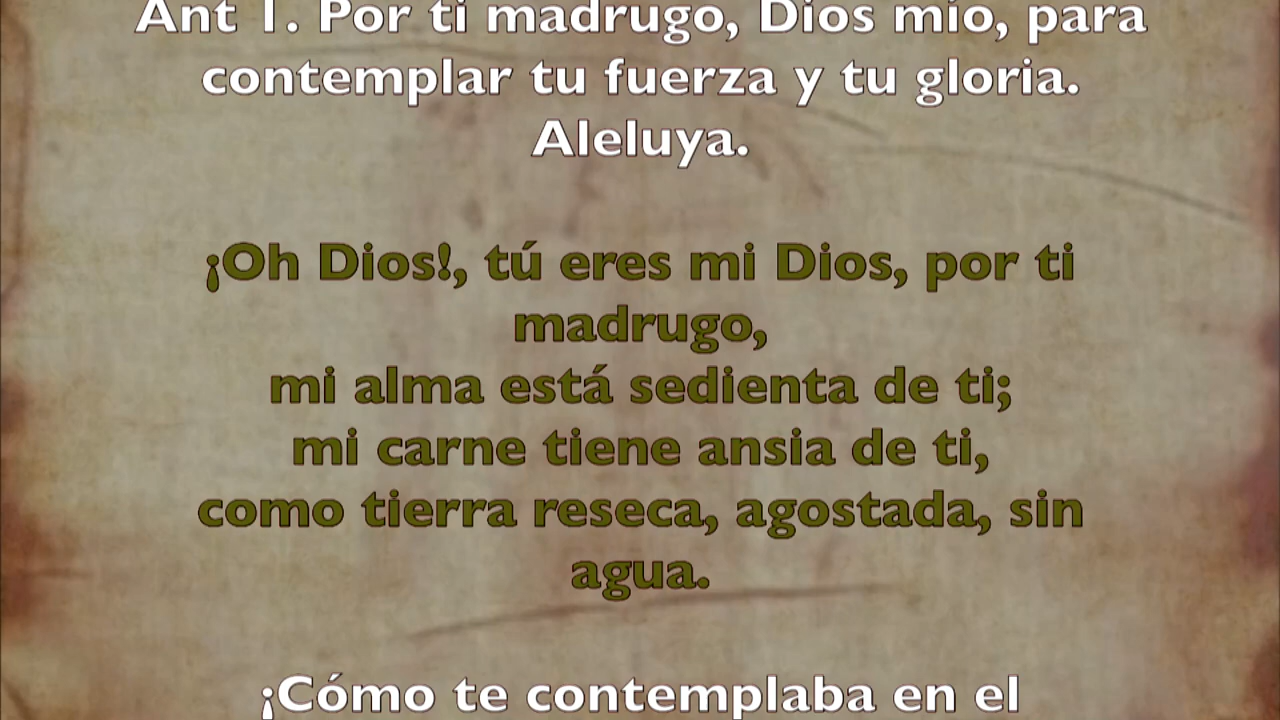 Ant 1. Por ti madrugo, Dios mío, para
contemplar tu fuerza y tu gloria.
Aleluya.
¡Oh Dios!, tú eres mi Dios, por ti
madrugo,
mi alma está sedienta de ti;
mi carne tiene ansia de ti,
como tierra reseca, agostada, sin
agua.
¡Cómo te contemplaba en el